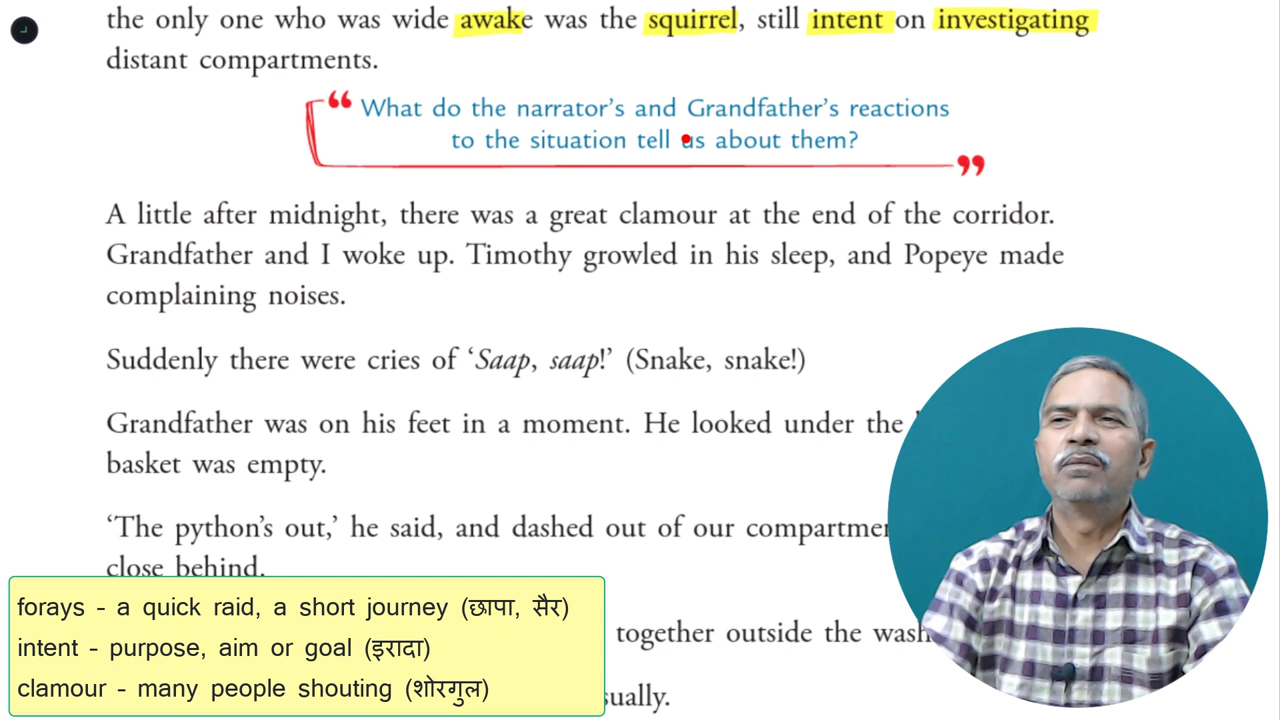 the only one who was wide awake was the squirrel, still intent on investigating
distant compartments.
“ What do the narrator’s and Grandfather’s reactions
to the situation tell us about them? ”
A little after midnight, there was a great clamour at the end of the corridor.
Grandfather and I woke up. Timothy growled in his sleep, and Popeye made
complaining noises.
Suddenly there were cries of ‘Saap, saap!’ (Snake, snake!)
Grandfather was on his feet in a moment. He looked under the
basket was empty.
‘The python’s out,’ he said, and dashed out of our
close behind.
forays - a quick raid, a short journey (छापा, सैर)
intent - purpose, aim or goal (इरादा)
together outside the
clamour - many people shouting (शोरगुल)